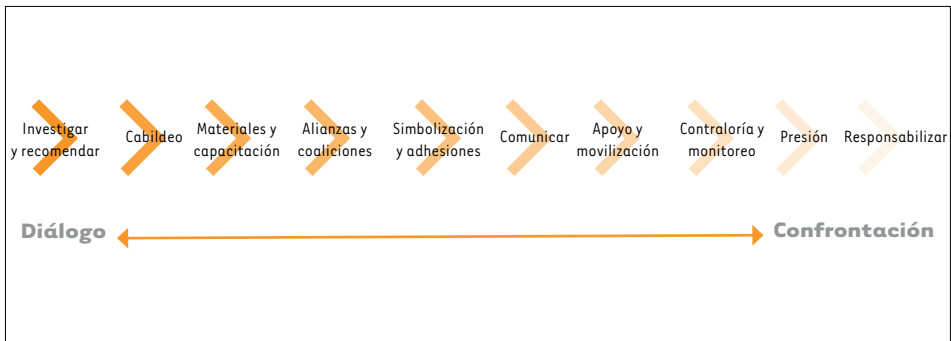 Investigar
y recomendar
Cabildeo
Materiales y
capacitación
Alianzas y
coaliciones
Simbolización
y adhesiones
Comunicar
Apoyo y
movilización
Contraloría y
monitoreo
Presión
Responsabilizar
Diálogo
Confrontación